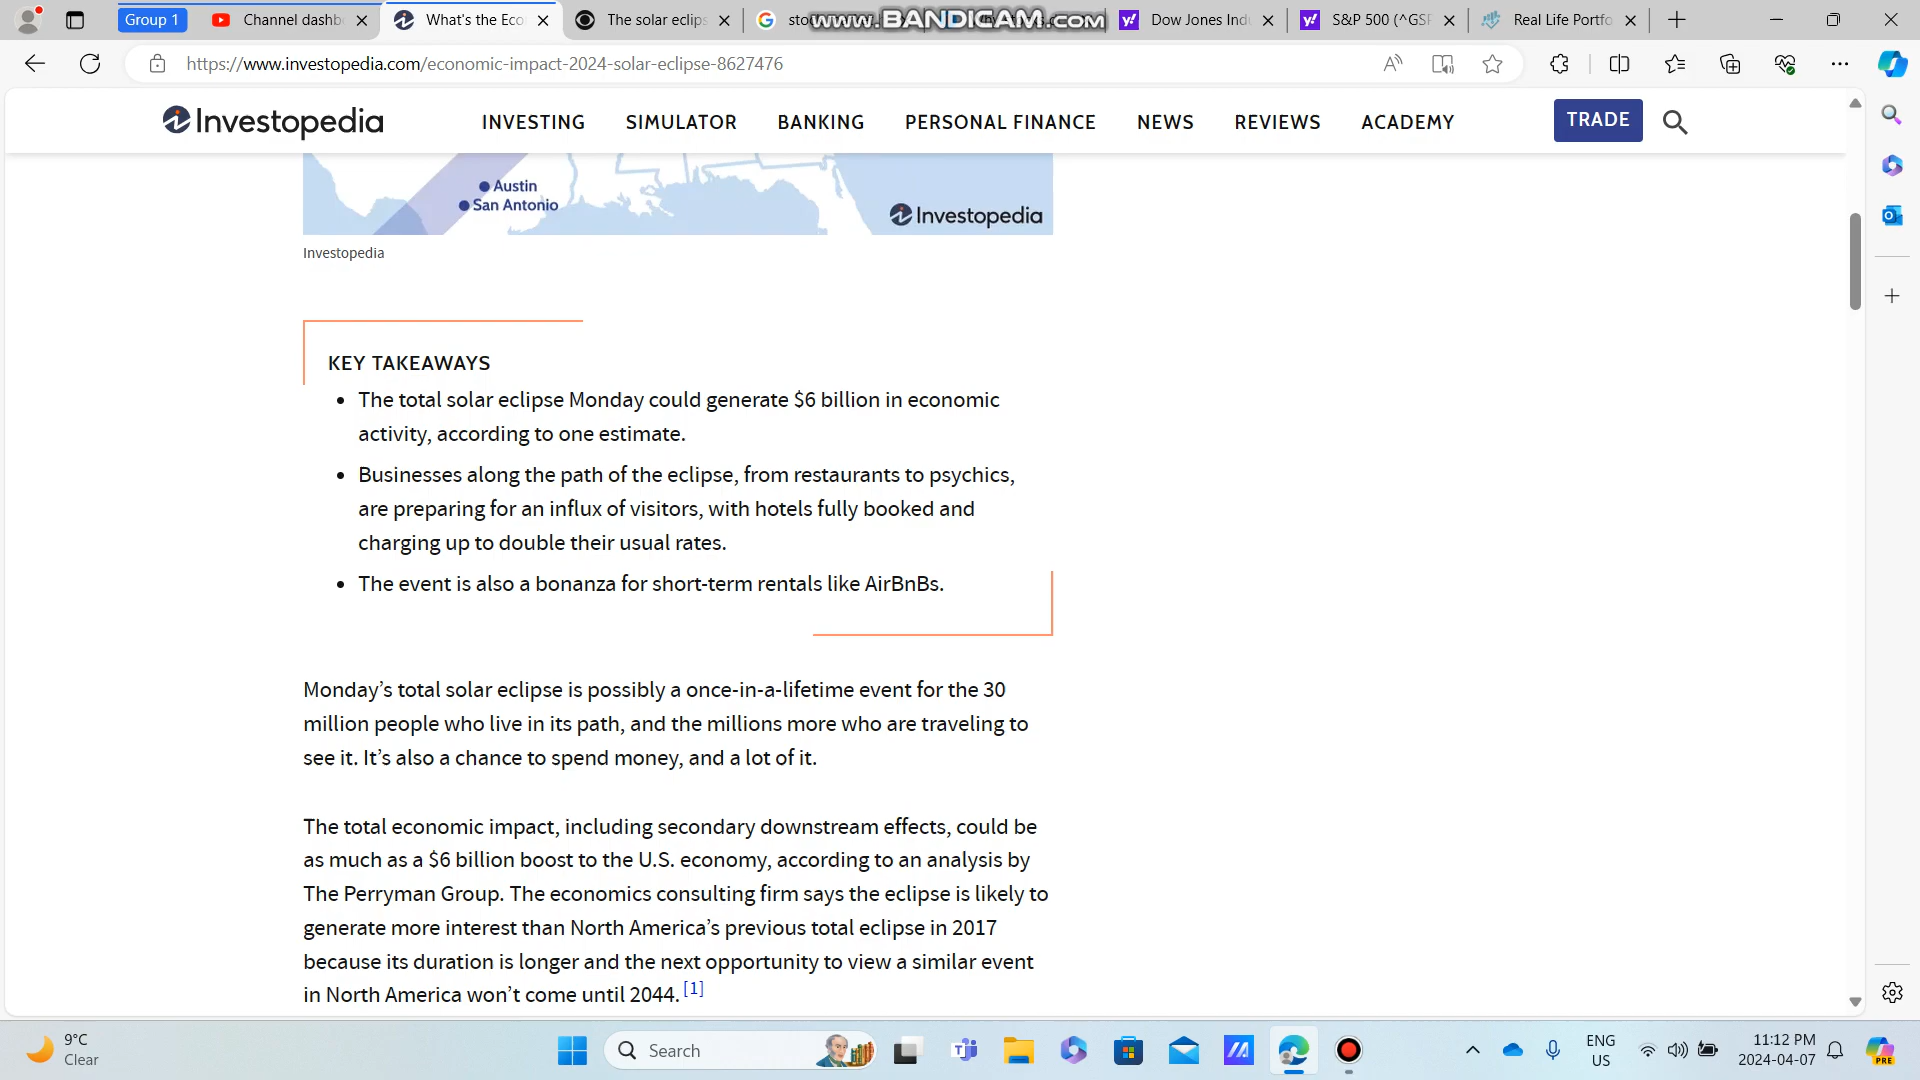 Group 1
Channel dashb
What's the Eco
The solar eclips
www.BANDICAM.com
Dow Jones Indu
S&P 500 (^GSP
Real Life Portfo
https://www.investopedia.com/economic-impact-2024-solar-eclipse-8627476
Investopedia
INVESTING
SIMULATOR
BANKING
PERSONAL FINANCE
NEWS
REVIEWS
ACADEMY
TRADE
Austin
San Antonio
Investopedia
Investopedia
KEY TAKEAWAYS
• The total solar eclipse Monday could generate $6 billion in economic
activity, according to one estimate.
• Businesses along the path of the eclipse, from restaurants to psychics,
are preparing for an influx of visitors, with hotels fully booked and
charging up to double their usual rates.
• The event is also a bonanza for short-term rentals like AirBnBs.
Monday’s total solar eclipse is possibly a once-in-a-lifetime event for the 30
million people who live in its path, and the millions more who are traveling to
see it. It’s also a chance to spend money, and a lot of it.
The total economic impact, including secondary downstream effects, could be
as much as a $6 billion boost to the U.S. economy, according to an analysis by
The Perryman Group. The economics consulting firm says the eclipse is likely to
generate more interest than North America’s previous total eclipse in 2017
because its duration is longer and the next opportunity to view a similar event
in North America won’t come until 2044. [1]
9°C
Clear
Search
ENG
US
11:12 PM
2024-04-07
PRE